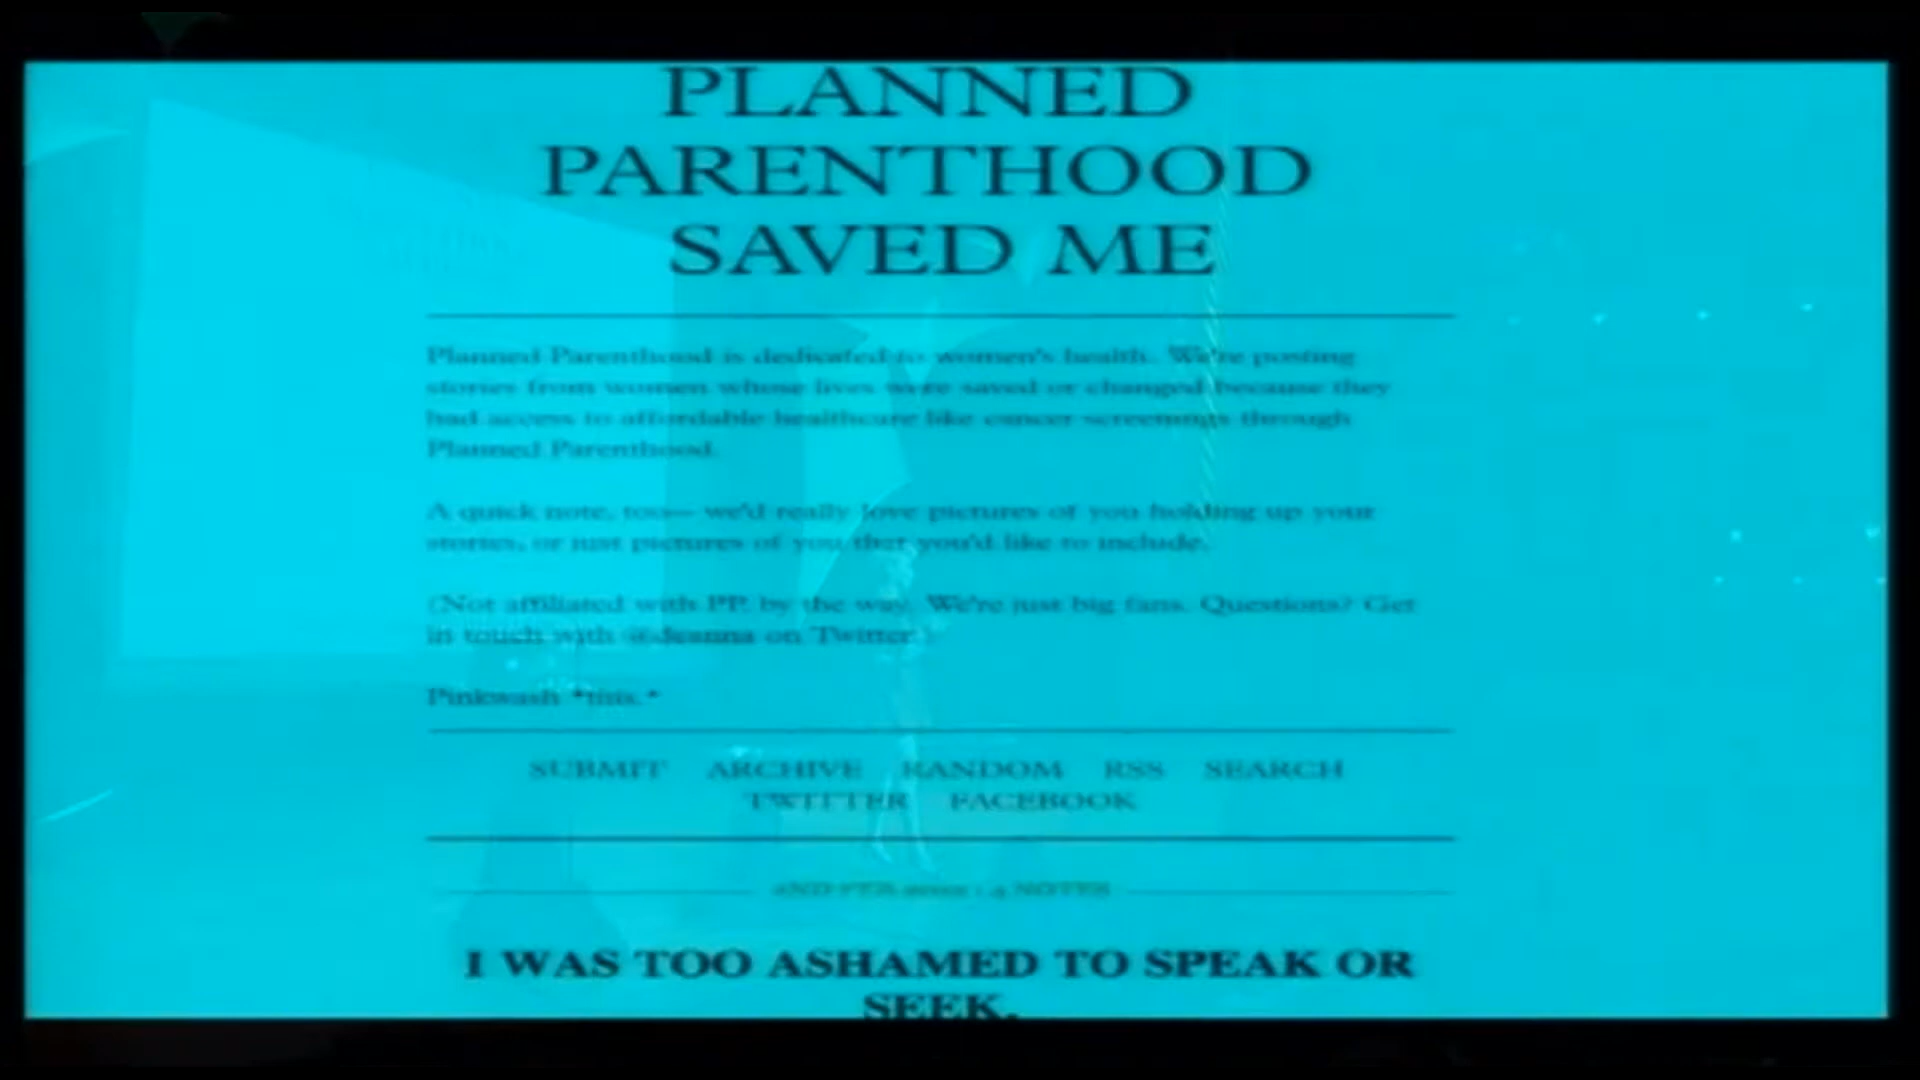 PLANNED
PARENTHOOD
SAVED ME
Planned Parenthood is dedicated to women's health. We're posting
stories from women whose lives were saved or changed because they
had access to affordable healthcare like cancer screenings through
Planned Parenthood.
A quick note, too— we'd really love pictures of you holding up your
stories, or just pictures of you that you'd like to include.
(Not affiliated with PP, by the way. We're just big fans. Questions? Get
in touch with @deanna on Twitter.)
Pinkwash *this.*
SUBMIT ARCHIVE RANDOM RSS SEARCH
TWITTER FACEBOOK
NOTES
I WAS TOO ASHAMED TO SPEAK OR
SEEK.